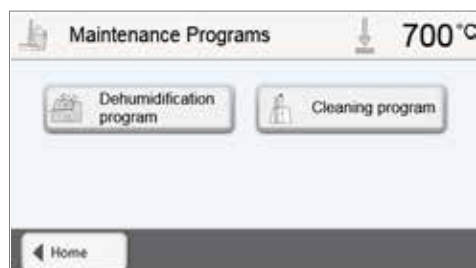 Maintenance Programs
700°C
Dehumidification
program
Cleaning program
Home